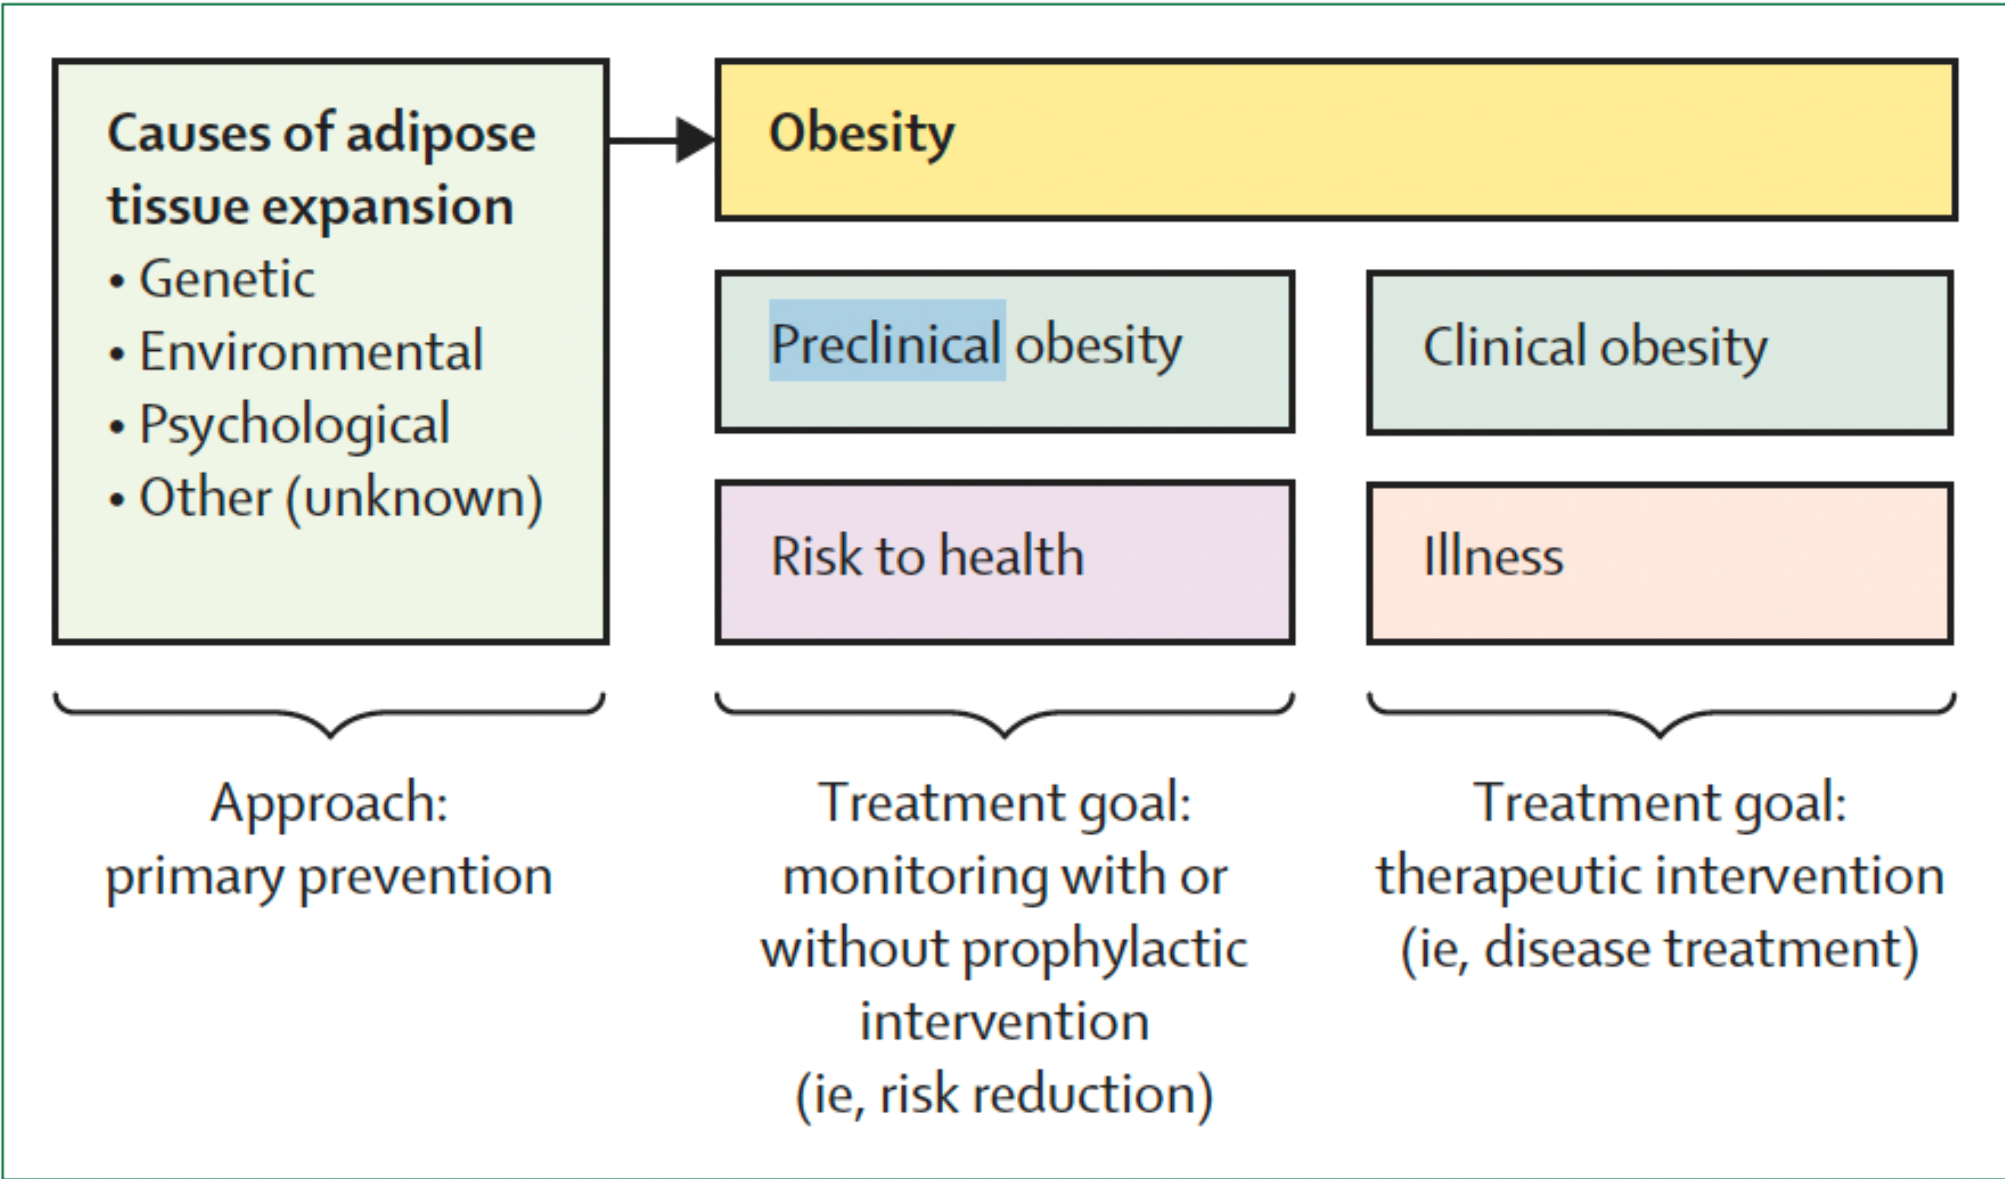 Causes of adipose
tissue expansion
• Genetic
• Environmental
• Psychological
• Other (unknown)
Obesity
Preclinical obesity
Clinical obesity
Risk to health
Illness
Approach:
primary prevention
Treatment goal:
monitoring with or
without prophylactic
intervention
(ie, risk reduction)
Treatment goal:
therapeutic intervention
(ie, disease treatment)